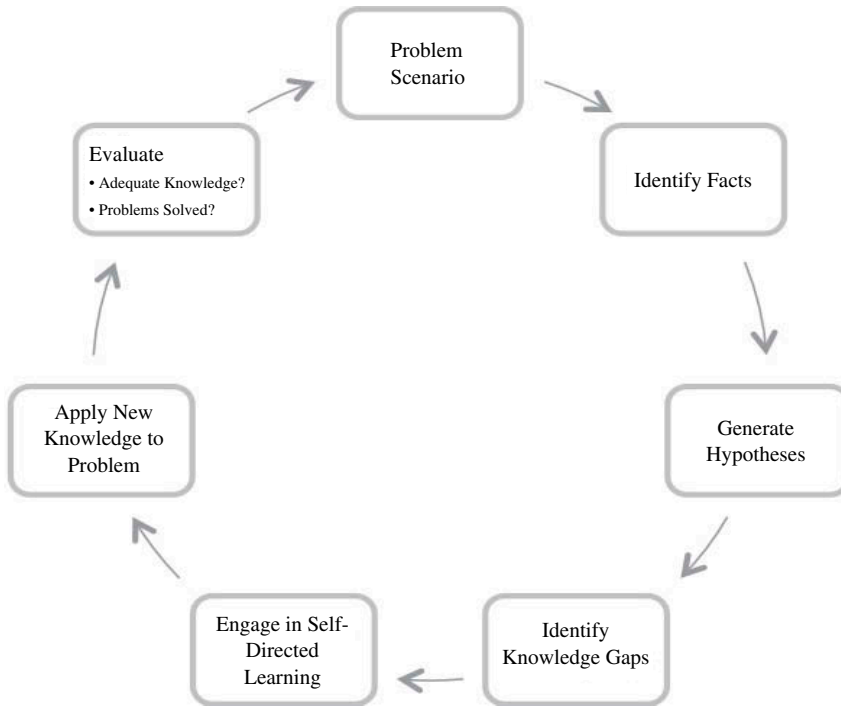 Problem
Scenario
Identify Facts
Generate
Hypotheses
Identify
Knowledge Gaps
Engage in Self-
Directed
Learning
Apply New
Knowledge to
Problem
Evaluate
• Adequate Knowledge?
• Problems Solved?